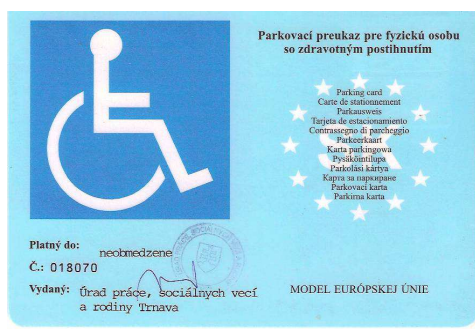 Parkovací preukaz pre fyzickú osobu
so zdravotným postihnutím
Parking card
Carte de stationnement
Parkausweis
Tarjeta de estacionamiento
Contrassegno di parcheggio
Parkeerkaart
Karta parkingowa
Pysäköintilupa
Parkolási kártya
Карта за паркиране
Parkovací karta
Parkirna karta
Platný do: neobmedzene
Č.: 018070
Vydaný: Úrad práce, sociálnych vecí
a rodiny Trnava
MODEL EURÓPSKEJ ÚNIE